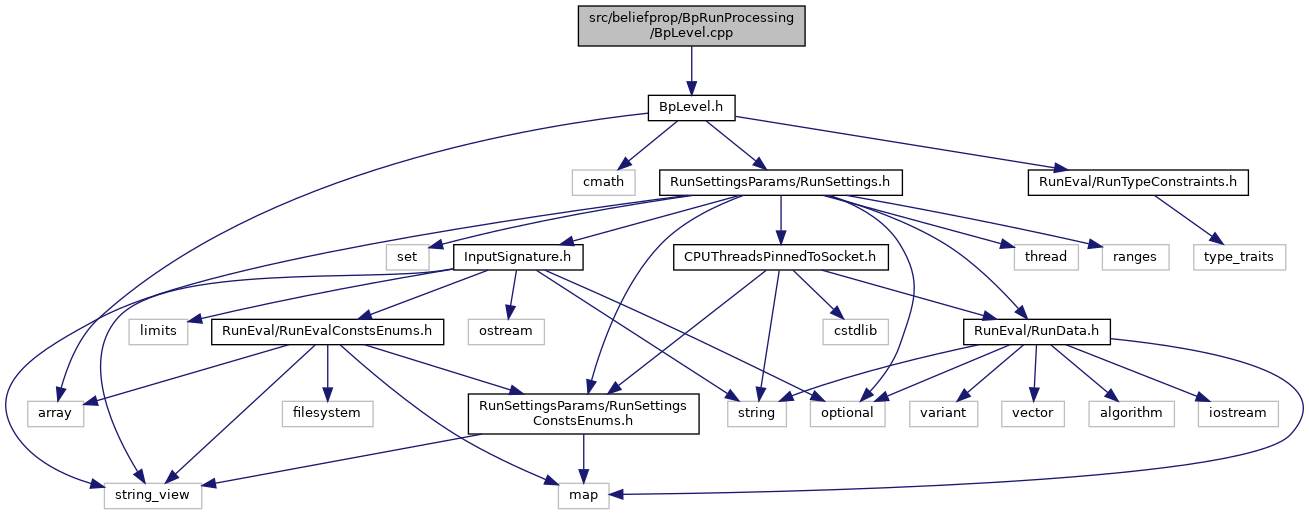 src/beliefprop/BpRunProcessing
/BpLevel.cpp
BpLevel.h
cmath
RunSettingsParams/RunSettings.h
RunEval/RunTypeConstraints.h
set
InputSignature.h
CPUThreadsPinnedToSocket.h
thread
ranges
type_traits
limits
RunEval/RunEvalConstsEnums.h
ostream
cstdlib
RunEval/RunData.h
array
filesystem
RunSettingsParams/RunSettings
ConstsEnums.h
string
optional
variant
vector
algorithm
iostream
string_view
map